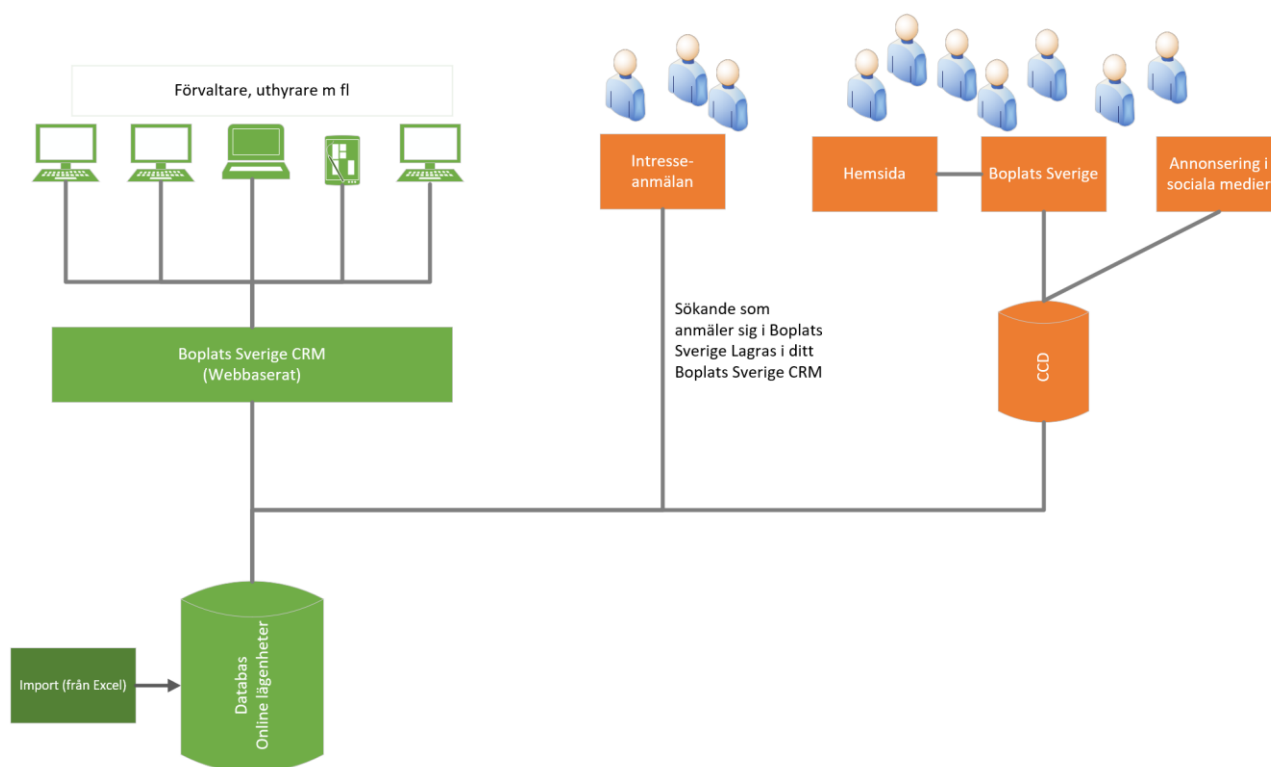 Förvaltare, uthyrare m fl
Intresse-
anmälan
Hemsida
Boplats Sverige
Annonsering i
sociala medier
Sökande som
anmäler sig i Boplats
Sverige Lagras i ditt
Boplats Sverige CRM
Boplats Sverige CRM
(Webbaserat)
CCD
Import (från Excel)
Databas
Online lägenheter